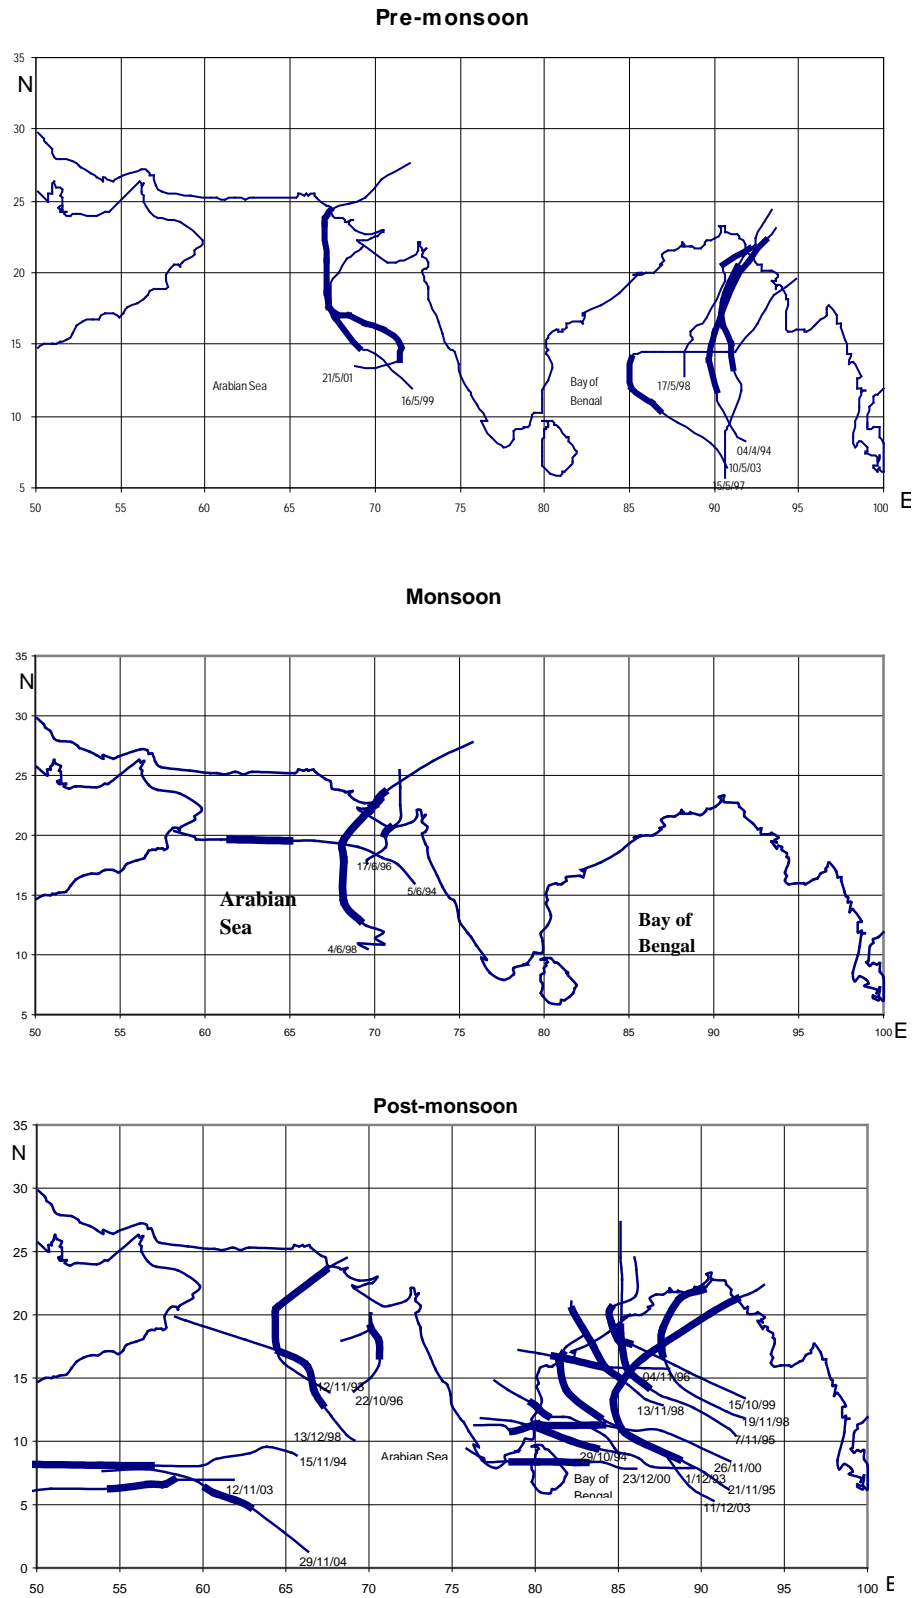 Pre-monsoon
35
N
30
25
20
15
21/5/01
Arabian Sea
16/5/99
Bay of
Bengal
17/5/98
10
04/4/94
10/5/03
15/5/97
5
50 55 60 65 70 75 80 85 90 95 100 E
Monsoon
35
N
30
25
20
17/6/96
5/6/94
15
Arabian
Sea
Bay of
Bengal
4/6/98
10
5
50 55 60 65 70 75 80 85 90 95 100 E
Post-monsoon
35
N
30
25
20
15
04/11/96
12/11/93
22/10/96
15/10/99
13/11/98
19/11/98
13/12/98
7/11/95
10
Arabian Sea
29/10/94
15/11/94
26/11/00
Bay of
Bengal
23/12/00
1/12/93
12/11/03
21/11/95
11/12/03
5
29/11/04
0
50 55 60 65 70 75 80 85 90 95 100 E